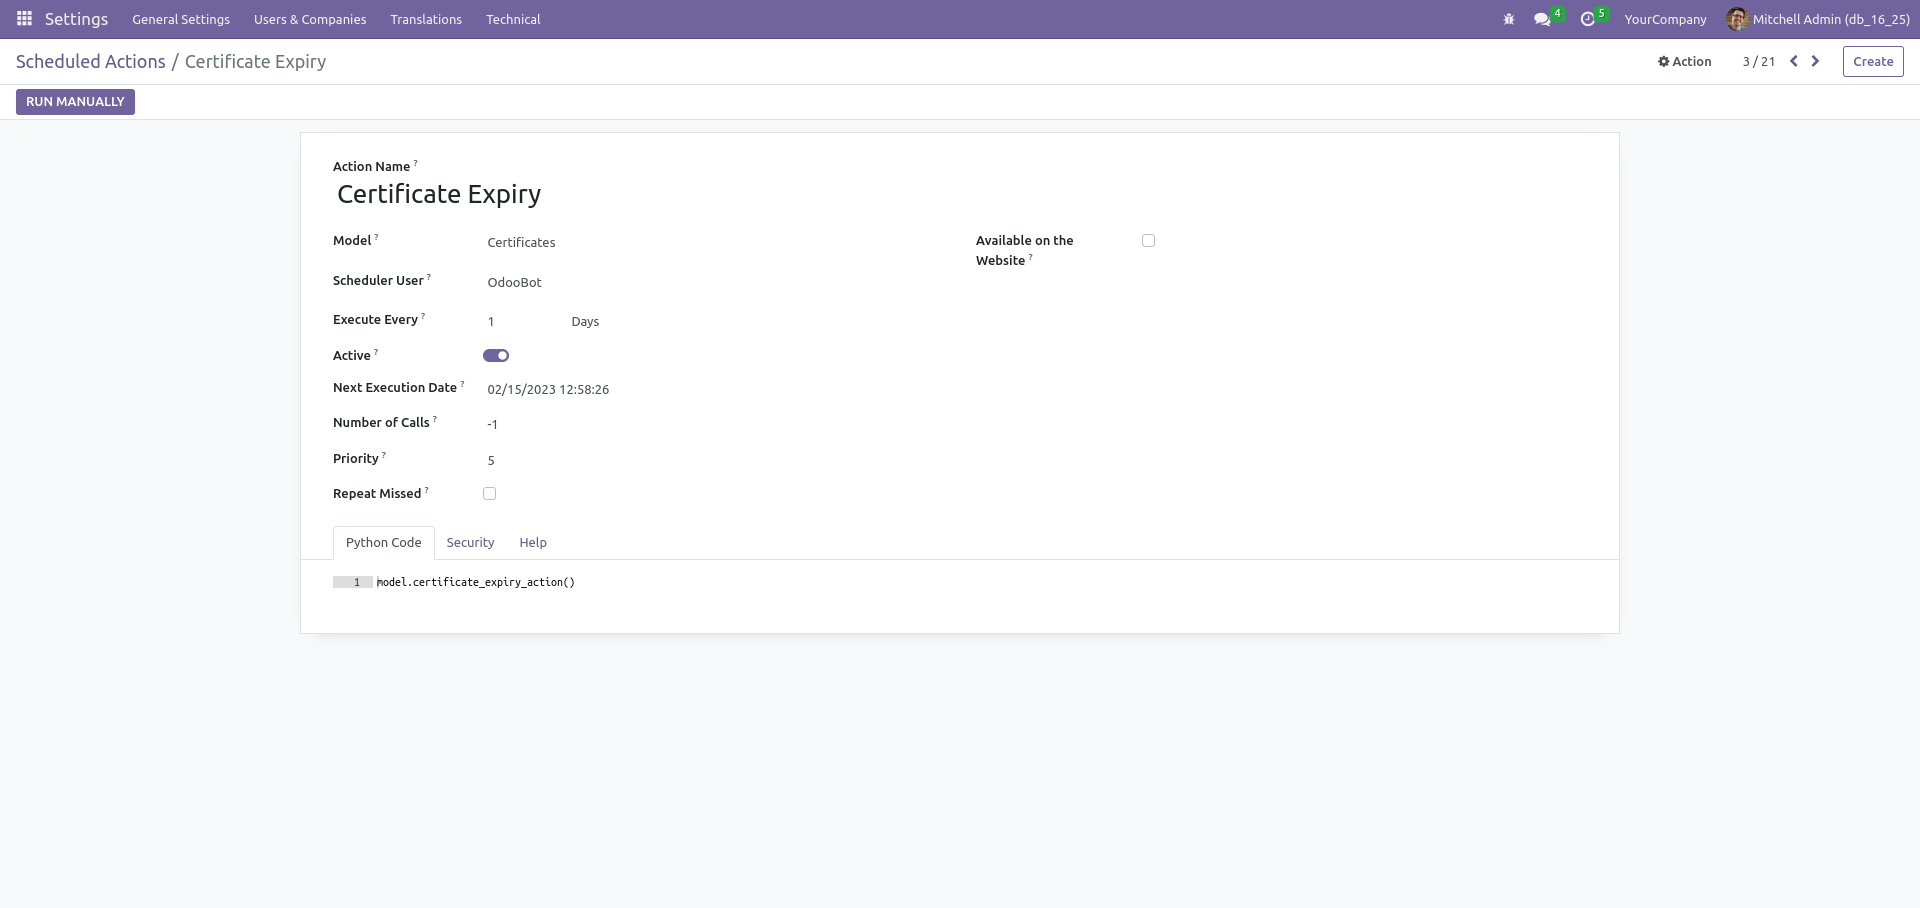 Settings General Settings Users & Companies Translations Technical 4 5 YourCompany Mitchell Admin (db_16_25)
Scheduled Actions / Certificate Expiry Action 3 / 21 Create
RUN MANUALLY
Action Name ?
Certificate Expiry
Model ? Certificates
Available on the
Website ?
Scheduler User ? OdooBot
Execute Every ? 1 Days
Active ?
Next Execution Date ? 02/15/2023 12:58:26
Number of Calls ? -1
Priority ? 5
Repeat Missed ?
Python Code Security Help
1 model.certificate_expiry_action()